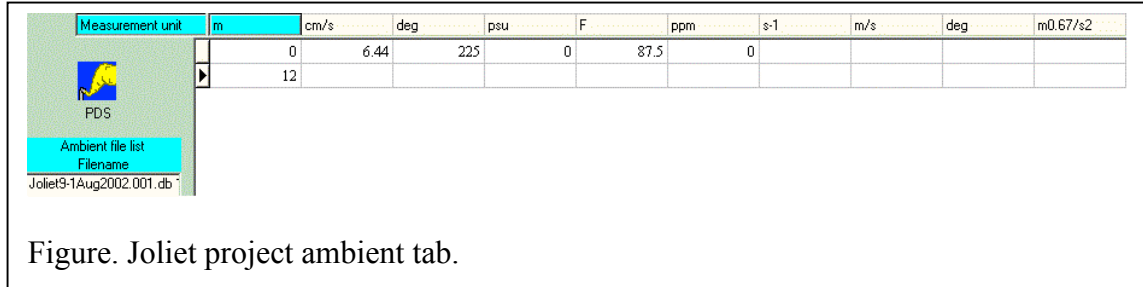 Measurement unit m cm/s deg psu F ppm s-1 m/s deg m0.67/s2
0 6.44 225 0 87.5 0
12
PDS
Ambient file list
Filename
Joliet9-1Aug2002.001.db
Figure. Joliet project ambient tab.